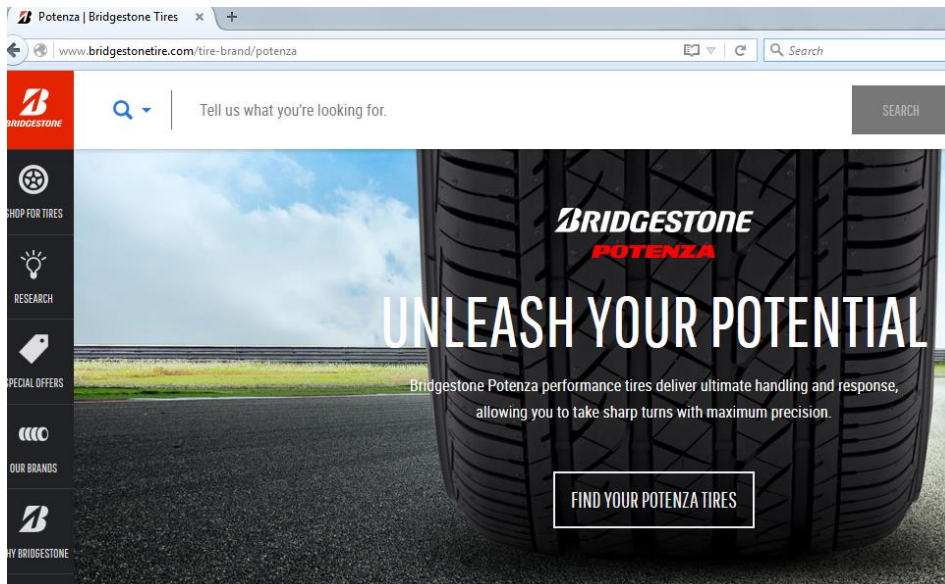 Potenza | Bridgestone Tires
www.bridgestonetire.com/tire-brand/potenza
Search
BRIDGESTONE
Tell us what you're looking for.
SEARCH
SHOP FOR TIRES
RESEARCH
SPECIAL OFFERS
OUR BRANDS
HY BRIDGESTONE
BRIDGESTONE
POTENZA
UNLEASH YOUR POTENTIAL
Bridgestone Potenza performance tires deliver ultimate handling and response,
allowing you to take sharp turns with maximum precision.
FIND YOUR POTENZA TIRES